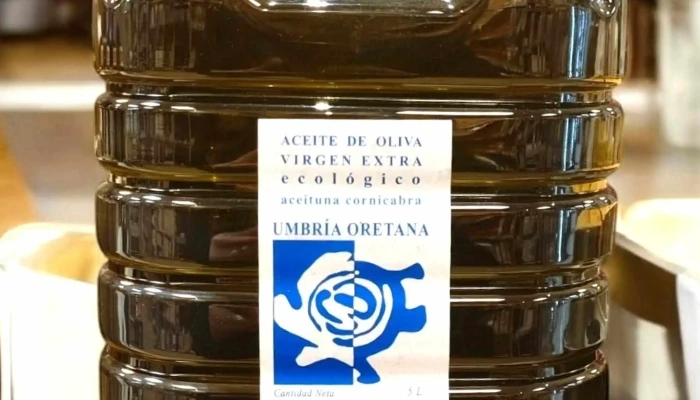 ACEITE DE OLIVA
VIRGEN EXTRA
ecológico
aceituna cornicabra
UMBRÍA ORETANA
Cantidad Neta 5 L